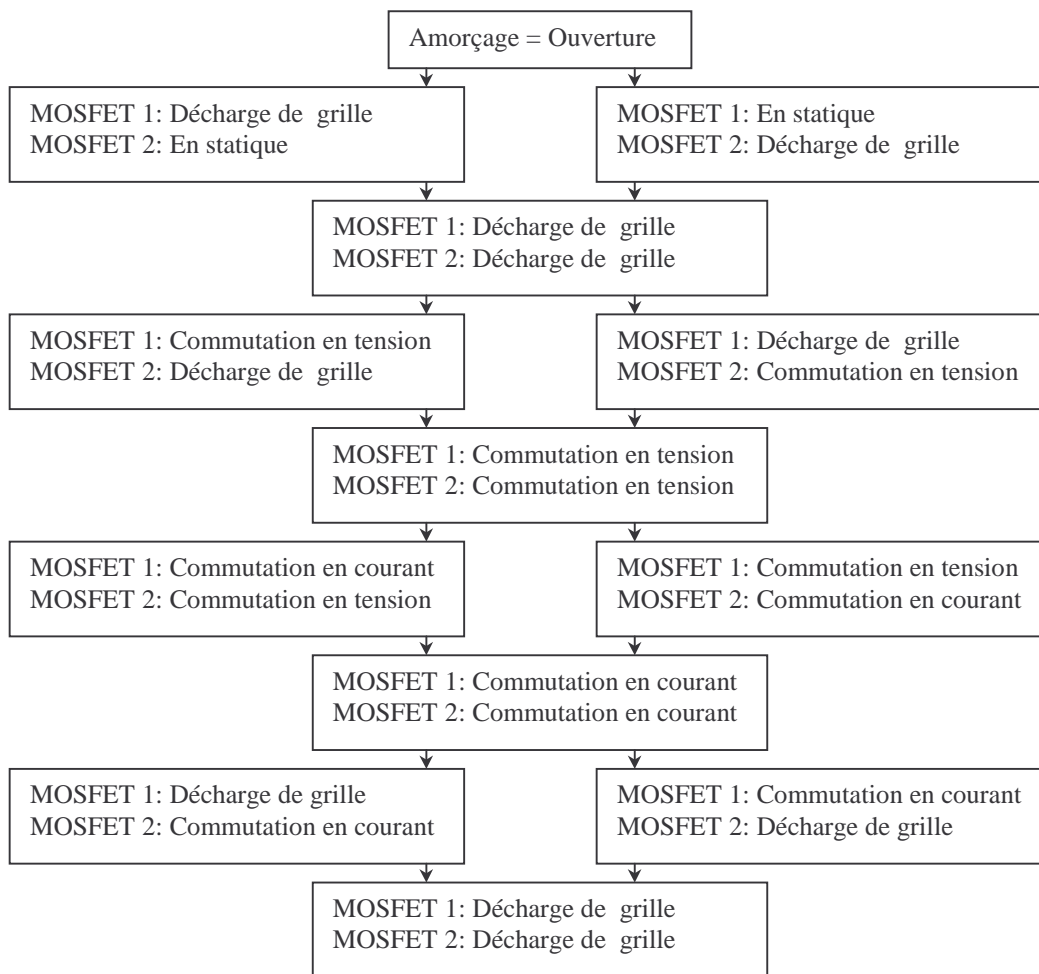 Amorçage = Ouverture
MOSFET 1: Décharge de grille
MOSFET 2: En statique
MOSFET 1: En statique
MOSFET 2: Décharge de grille
MOSFET 1: Décharge de grille
MOSFET 2: Décharge de grille
MOSFET 1: Commutation en tension
MOSFET 2: Décharge de grille
MOSFET 1: Décharge de grille
MOSFET 2: Commutation en tension
MOSFET 1: Commutation en tension
MOSFET 2: Commutation en tension
MOSFET 1: Commutation en courant
MOSFET 2: Commutation en tension
MOSFET 1: Commutation en tension
MOSFET 2: Commutation en courant
MOSFET 1: Commutation en courant
MOSFET 2: Commutation en courant
MOSFET 1: Décharge de grille
MOSFET 2: Commutation en courant
MOSFET 1: Commutation en courant
MOSFET 2: Décharge de grille
MOSFET 1: Décharge de grille
MOSFET 2: Décharge de grille